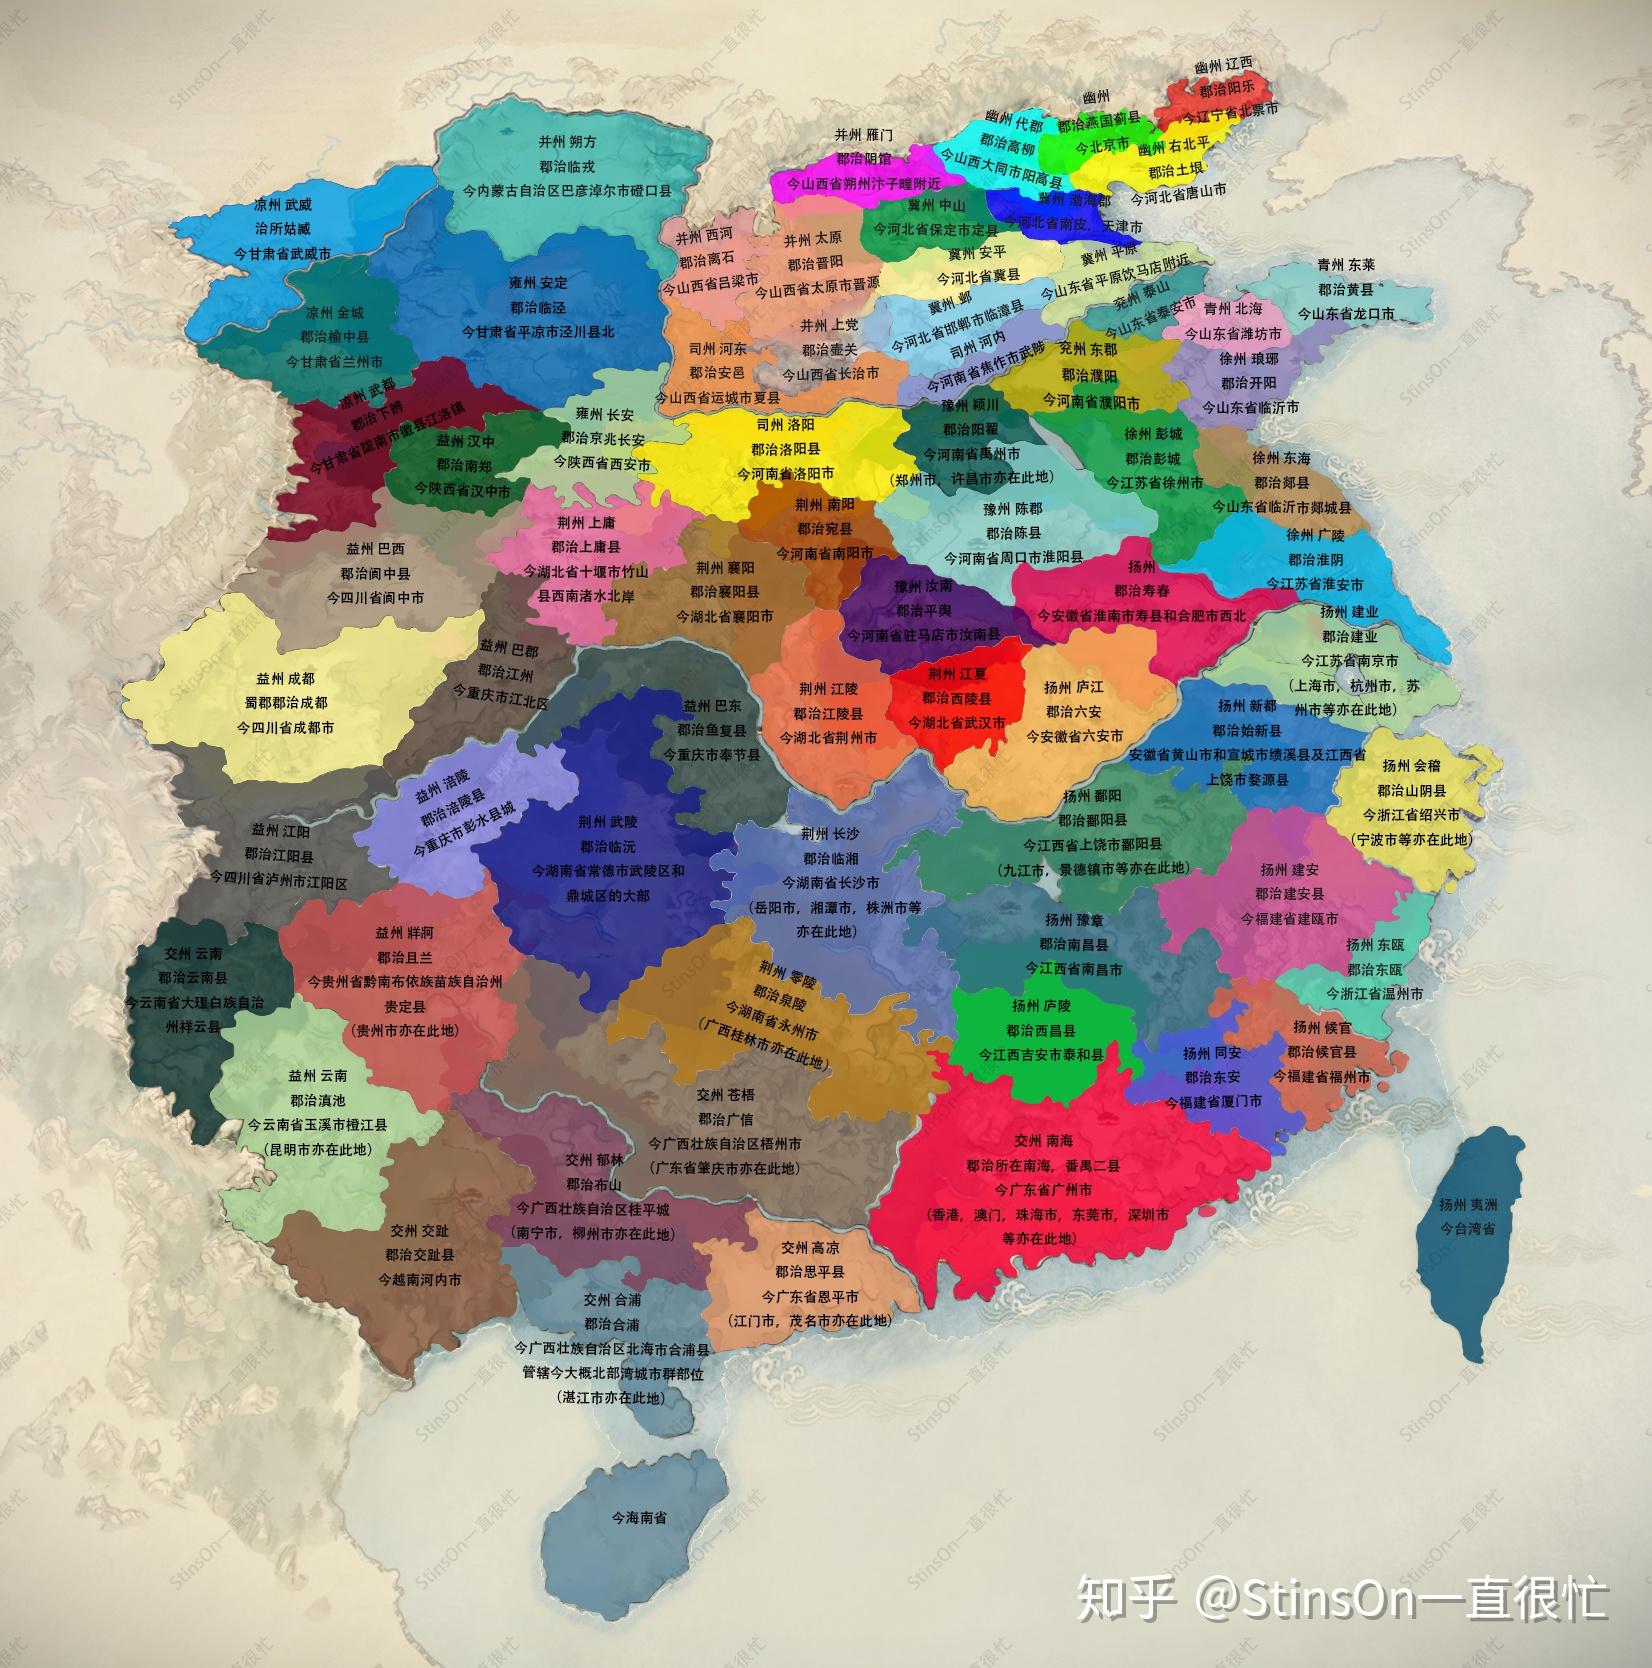 幽州 辽西
郡治阳乐
今辽宁省北票市
幽州
郡治燕国蓟县
今北京市
幽州 代郡
郡治高柳
今山西大同市阳高县
幽州 右北平
郡治土垠
今河北省唐山市
并州 雁门
郡治阴馆
今山西省朔州汴子疃附近
并州 朔方
郡治临戎
今内蒙古自治区巴彦淖尔市磴口县
凉州 武威
治所姑臧
今甘肃省武威市
冀州 中山
今河北省保定市定县
冀州 渤海郡
今河北省南皮，天津市
并州 西河
郡治离石
今山西省吕梁市
并州 太原
郡治晋阳
今山西省太原市晋源
冀州 安平
今河北省冀县
冀州 平原
今山东省平原饮马店附近
青州 东莱
郡治黄县
今山东省龙口市
雍州 安定
郡治临泾
今甘肃省平凉市泾川县北
凉州 金城
郡治榆中县
今甘肃省兰州市
冀州 邺
今河北省邯郸市临漳县
兖州 泰山
今山东省泰安市
青州 北海
今山东省潍坊市
并州 上党
郡治壶关
今山西省长治市
司州 河东
郡治安邑
今山西省运城市夏县
司州 河内
今河南省焦作市武陟
兖州 东郡
郡治濮阳
今河南省濮阳市
徐州 琅琊
郡治开阳
今山东省临沂市
凉州 武都
郡治下辨
今甘肃省陇南市徽县江洛镇
益州 汉中
郡治南郑
今陕西省汉中市
雍州 长安
郡治京兆长安
今陕西省西安市
司州 洛阳
郡治洛阳县
今河南省洛阳市
豫州 颍川
郡治阳翟
今河南省禹州市
（郑州市，许昌市亦在此地）
徐州 彭城
郡治彭城
今江苏省徐州市
徐州 东海
郡治郯县
今山东省临沂市郯城县
荆州 上庸
郡治上庸县
今湖北省十堰市竹山
县西南渚水北岸
荆州 南阳
郡治宛县
今河南省南阳市
豫州 陈郡
郡治陈县
今河南省周口市淮阳县
徐州 广陵
郡治淮阴
今江苏省淮安市
益州 巴西
郡治阆中县
今四川省阆中市
荆州 襄阳
郡治襄阳县
今湖北省襄阳市
豫州 汝南
郡治平舆
今河南省驻马店市汝南县
扬州
郡治寿春
今安徽省淮南市寿县和合肥市西北
扬州 建业
郡治建业
今江苏省南京市
（上海市，杭州市，苏
州市等亦在此地）
益州 成都
蜀郡郡治成都
今四川省成都市
益州 巴郡
郡治江州
今重庆市江北区
益州 巴东
郡治鱼复县
今重庆市奉节县
荆州 江陵
郡治江陵县
今湖北省荆州市
荆州 江夏
郡治西陵县
今湖北省武汉市
扬州 庐江
郡治六安
今安徽省六安市
扬州 新都
郡治始新县
安徽省黄山市和宣城市绩溪县及江西省
上饶市婺源县
扬州 会稽
郡治山阴县
今浙江省绍兴市
（宁波市等亦在此地）
益州 涪陵
郡治涪陵县
今重庆市彭水县城
益州 江阳
郡治江阳县
今四川省泸州市江阳区
荆州 武陵
郡治临沅
今湖南省常德市武陵区和
鼎城区的大部
荆州 长沙
郡治临湘
今湖南省长沙市
（岳阳市，湘潭市，株洲市等
亦在此地）
扬州 鄱阳
郡治鄱阳县
今江西省上饶市鄱阳县
（九江市，景德镇市等亦在此地）
扬州 建安
郡治建安县
今福建省建瓯市
交州 云南
郡治云南县
今云南省大理白族自治
州祥云县
益州 牂牁
郡治且兰
今贵州省黔南布依族苗族自治州
贵定县
（贵州市亦在此地）
荆州 零陵
郡治泉陵
今湖南省永州市
（广西桂林市亦在此地）
扬州 豫章
郡治南昌县
今江西省南昌市
扬州 东瓯
郡治东瓯
今浙江省温州市
扬州 庐陵
郡治西昌县
今江西吉安市泰和县
扬州 同安
郡治东安
今福建省厦门市
扬州 候官
郡治候官县
今福建省福州市
益州 云南
郡治滇池
今云南省玉溪市橙江县
（昆明市亦在此地）
交州 苍梧
郡治广信
今广西壮族自治区梧州市
（广东省肇庆市亦在此地）
交州 南海
郡治所在南海，番禺二县
今广东省广州市
（香港，澳门，珠海市，东莞市，深圳市
等亦在此地）
交州 郁林
郡治布山
今广西壮族自治区桂平城
（南宁市，柳州市亦在此地）
扬州 夷洲
今台湾省
交州 交趾
郡治交趾县
今越南河内市
交州 高凉
郡治思平县
今广东省恩平市
（江门市，茂名市亦在此地）
交州 合浦
郡治合浦
今广西壮族自治区北海市合浦县
管辖今大概北部湾城市群部位
（湛江市亦在此地）
今海南省
知乎 @StinsOn一直很忙